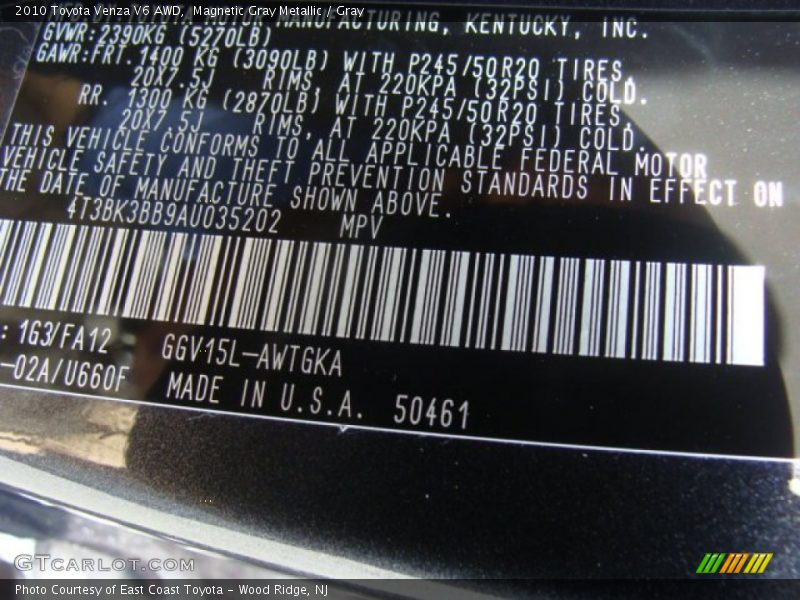 2010 Toyota Venza V6 AWD, Magnetic Gray Metallic / Gray
MOTOR MANUFACTURING, KENTUCKY, INC.
GVWR:2390KG (5270LB)
GAWR:FRT.1400 KG (3090LB) WITH P245/50R20 TIRES,
20X7.5J RIMS, AT 220KPA (32PSI) COLD.
RR. 1300 KG (2870LB) WITH P245/50R20 TIRES,
20X7.5J RIMS, AT 220KPA (32PSI) COLD.
THIS VEHICLE CONFORMS TO ALL APPLICABLE FEDERAL MOTOR
VEHICLE SAFETY AND THEFT PREVENTION STANDARDS IN EFFECT ON
THE DATE OF MANUFACTURE SHOWN ABOVE.
4T3BK3BB9AU035202 MPV
: 1G3/FA12 GGV15L-AWTGKA
-02A/U660F MADE IN U.S.A. 50461
GTcarlot.com
Photo Courtesy of East Coast Toyota - Wood Ridge, NJ